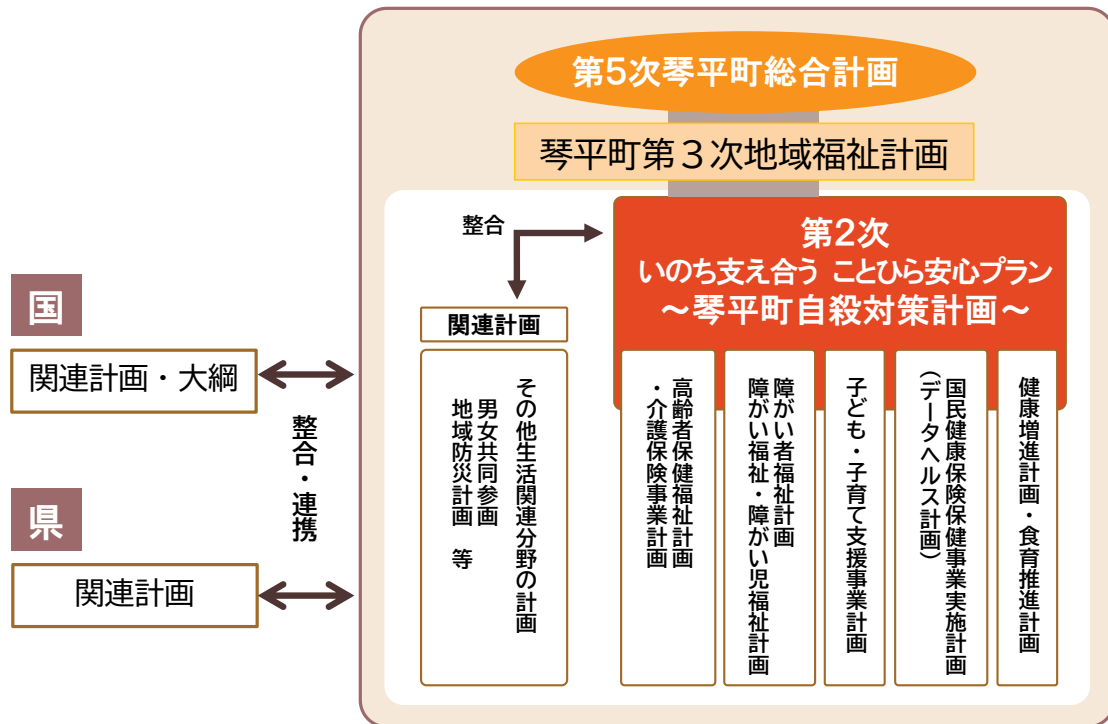 第5次琴平町総合計画
琴平町第３次地域福祉計画
整合
第2次
いのち支え合う ことひら安心プラン
～琴平町自殺対策計画～
国
関連計画・大綱
整合・連携
県
関連計画
関連計画
その他生活関連分野の計画
男女共同参画
地域防災計画 等
高齢者保健福祉計画
・介護保険事業計画
障がい者福祉計画
障がい福祉・障がい児福祉計画
子ども・子育て支援事業計画
国民健康保険保健事業実施計画
(データヘルス計画)
健康増進計画・食育推進計画